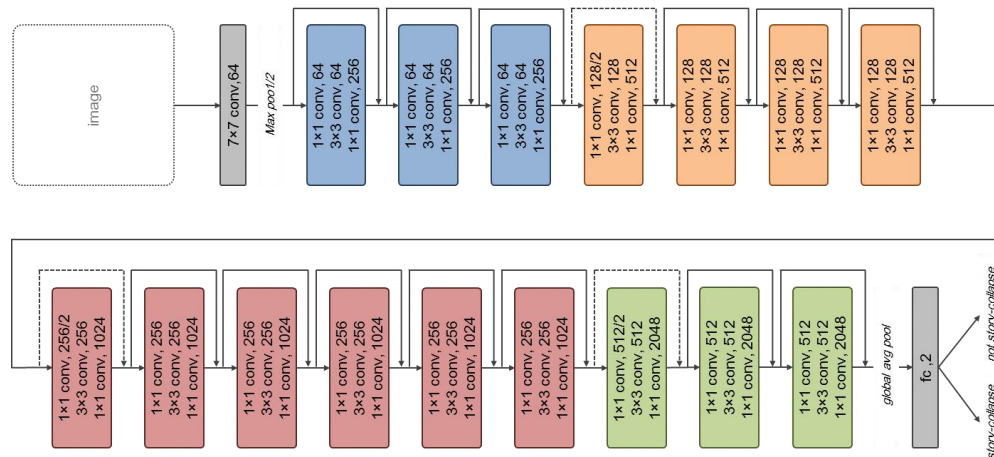 image
7×7 conv,64
Max poo1/2
1×1 conv, 64
3×3 conv, 64
1×1 conv, 256
1×1 conv, 64
3×3 conv, 64
1×1 conv, 256
1×1 conv, 64
3×3 conv, 64
1×1 conv, 256
1×1 conv, 128/2
3×3 conv, 128
1×1 conv, 512
1×1 conv, 128
3×3 conv, 128
1×1 conv, 512
1×1 conv, 128
3×3 conv, 128
1×1 conv, 512
1×1 conv, 128
3×3 conv, 128
1×1 conv, 512
1×1 conv, 256/2
3×3 conv, 256
1×1 conv, 1024
1×1 conv, 256
3×3 conv, 256
1×1 conv, 1024
1×1 conv, 256
3×3 conv, 256
1×1 conv, 1024
1×1 conv, 256
3×3 conv, 256
1×1 conv, 1024
1×1 conv, 256
3×3 conv, 256
1×1 conv, 1024
1×1 conv, 256
3×3 conv, 256
1×1 conv, 1024
1×1 conv, 512/2
3×3 conv, 512
1×1 conv, 2048
1×1 conv, 512
3×3 conv, 512
1×1 conv, 2048
1×1 conv, 512
3×3 conv, 512
1×1 conv, 2048
global avg pool
fc ,2
not story-collapse
story-collapse